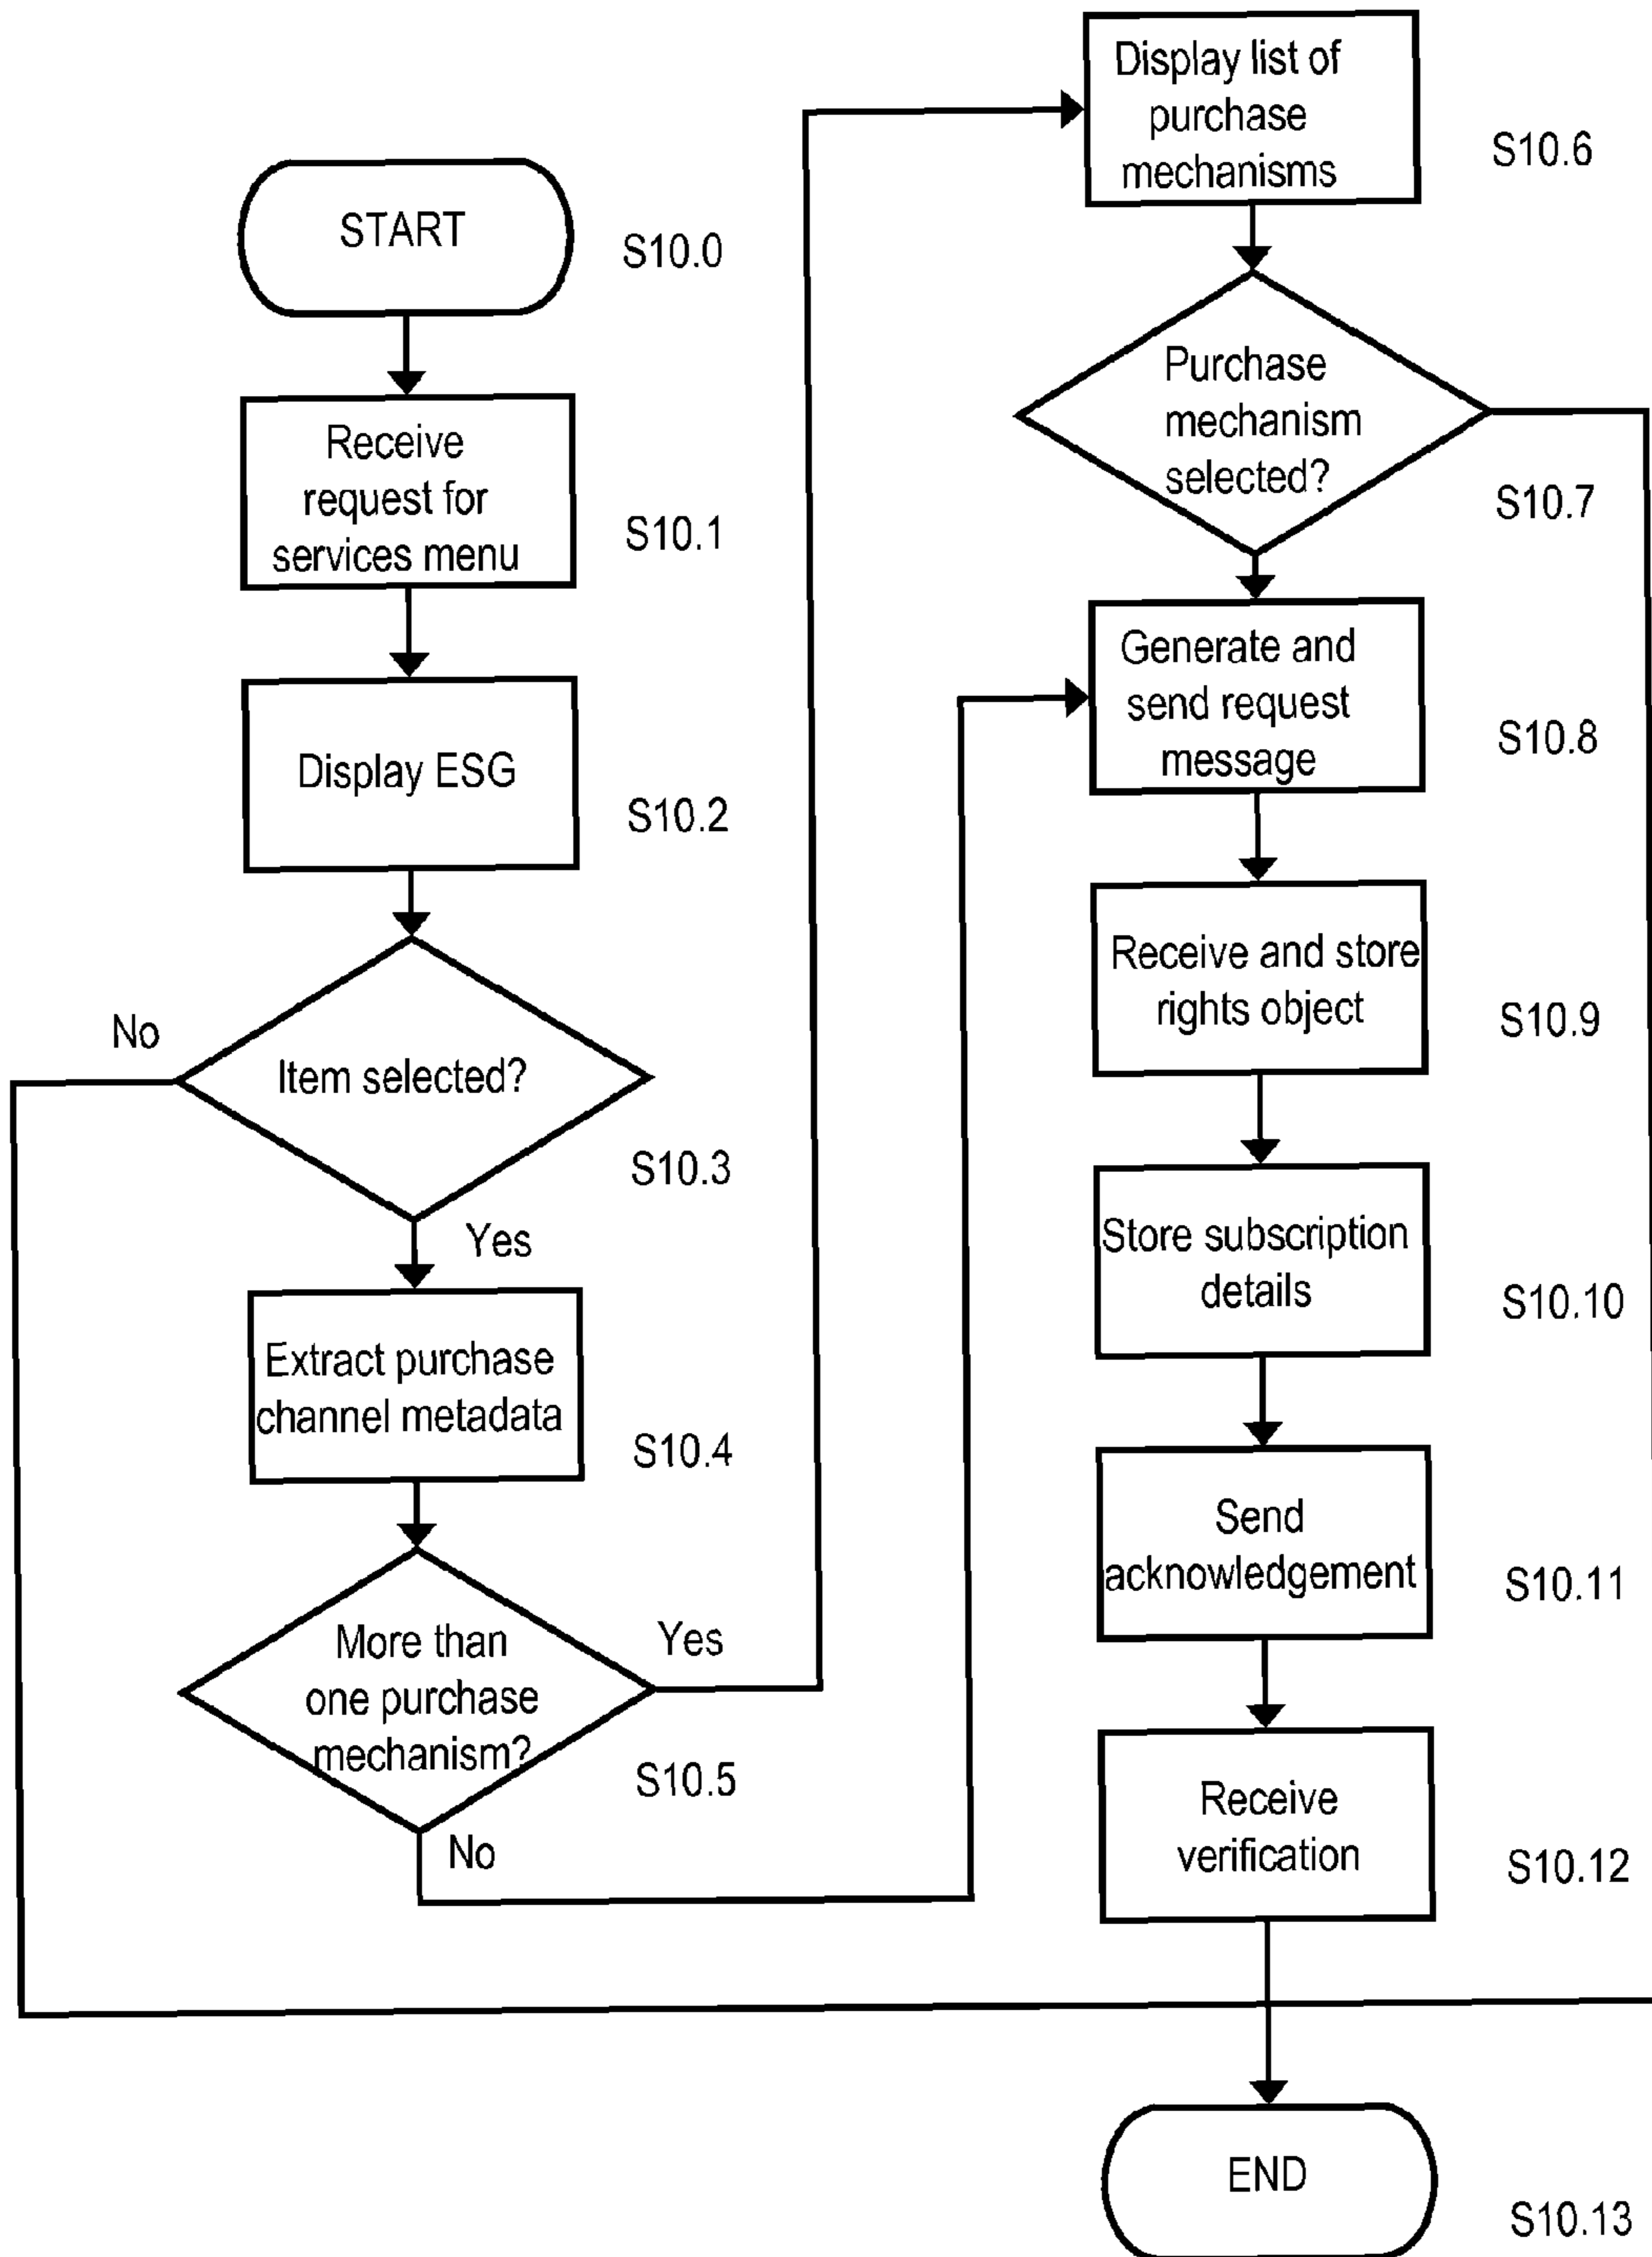 START
S10.0
Receive
request for
services menu
S10.1
Display ESG
S10.2
No
Item selected?
S10.3
Yes
Extract purchase
channel metadata
S10.4
More than
one purchase
mechanism?
Yes
S10.5
No
Display list of
purchase
mechanisms
S10.6
Purchase
mechanism
selected?
S10.7
Generate and
send request
message
S10.8
Receive and store
rights object
S10.9
Store subscription
details
S10.10
Send
acknowledgement
S10.11
Receive
verification
S10.12
END
S10.13